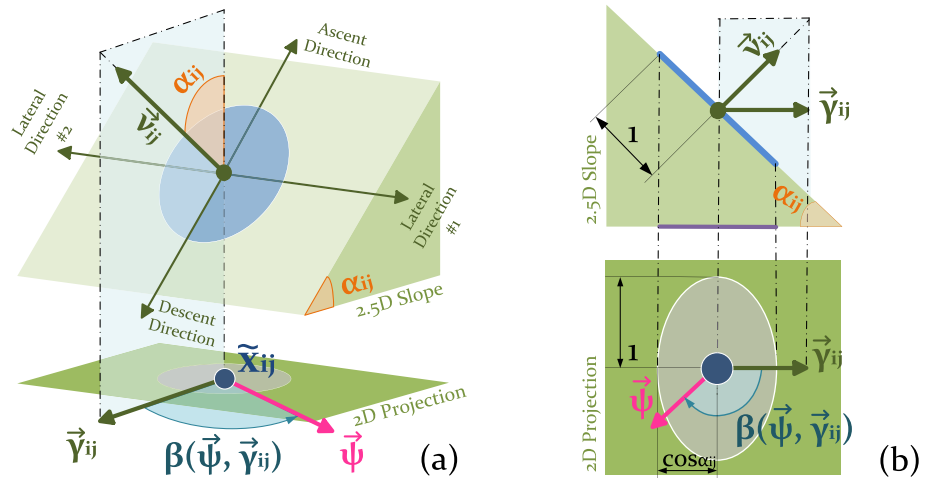 Ascent
Direction
αij
ν⃗ij
Lateral
Direction
#2
Lateral
Direction
#1
αij
2.5D Slope
Descent
Direction
x̃ij
2D Projection
γ⃗ij
β(ψ⃗, γ⃗ij)
ψ⃗
(a)
ν⃗ij
γ⃗ij
1
2.5D Slope
αij
1
γ⃗ij
ψ⃗
β(ψ⃗, γ⃗ij)
2D Projection
cosαij
(b)